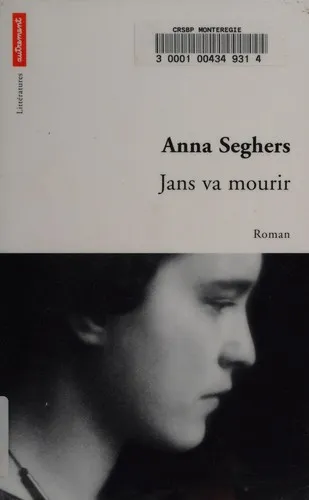 autrement
Littératures
CRSBP MONTEREGIE
3 0001 00434 931 4
Anna Seghers
Jans va mourir
Roman